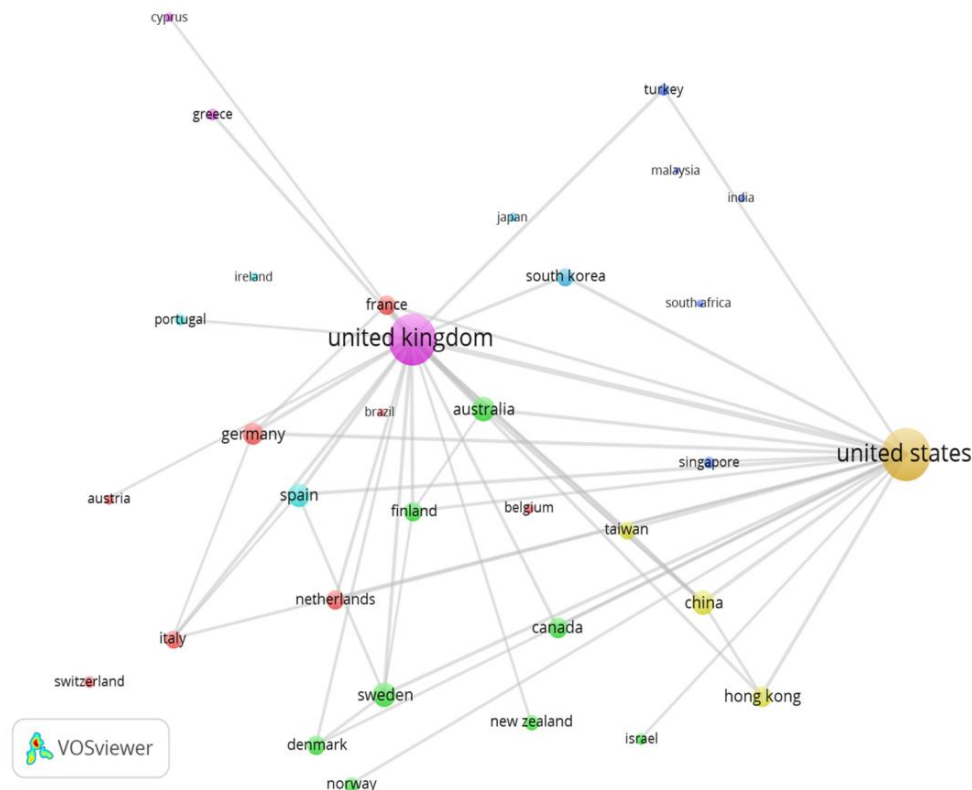 cyprus
turkey
greece
malaysia
india
japan
ireland
south korea
south africa
france
portugal
united kingdom
brazil
australia
germany
united states
singapore
austria
spain
finland
belgium
taiwan
netherlands
china
canada
italy
switzerland
sweden
hong kong
new zealand
israel
denmark
VOSviewer
norway